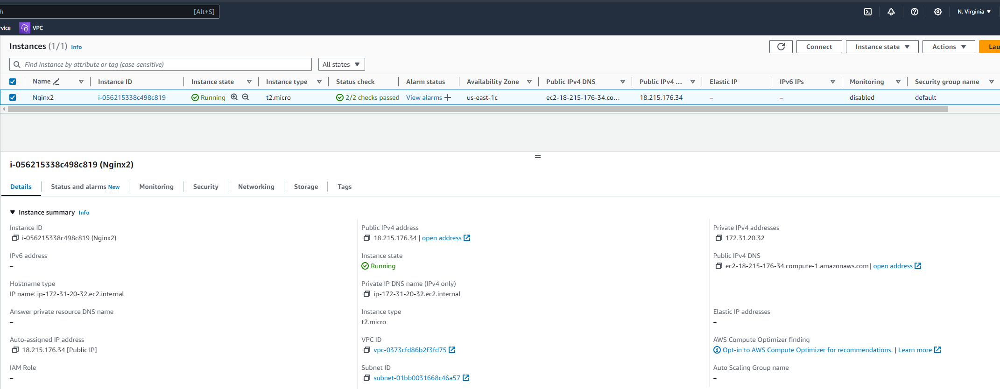 [Alt+S]
N. Virginia
VPC
Instances (1/1) Info
Connect
Instance state
Actions
Find Instance by attribute or tag (case-sensitive)
All states
Name Instance ID Instance state Instance type Status check Alarm status Availability Zone Public IPv4 DNS Public IPv4 ... Elastic IP IPv6 IPs Monitoring Security group name
Nginx2 i-056215338c498c819 Running t2.micro 2/2 checks passed View alarms + us-east-1c ec2-18-215-176-34.co... 18.215.176.34 – – disabled default
i-056215338c498c819 (Nginx2)
Details Status and alarms New Monitoring Security Networking Storage Tags
Instance summary Info
Instance ID
i-056215338c498c819 (Nginx2)
IPv6 address
–
Hostname type
IP name: ip-172-31-20-32.ec2.internal
Answer private resource DNS name
–
Auto-assigned IP address
18.215.176.34 [Public IP]
IAM Role
–
Public IPv4 address
18.215.176.34 | open address
Instance state
Running
Private IP DNS name (IPv4 only)
ip-172-31-20-32.ec2.internal
Instance type
t2.micro
VPC ID
vpc-0373cfd86b2f3fd75
Subnet ID
subnet-01bb0031668c46a57
Private IPv4 addresses
172.31.20.32
Public IPv4 DNS
ec2-18-215-176-34.compute-1.amazonaws.com | open address
Elastic IP addresses
–
AWS Compute Optimizer finding
Opt-in to AWS Compute Optimizer for recommendations. | Learn more
Auto Scaling Group name
–